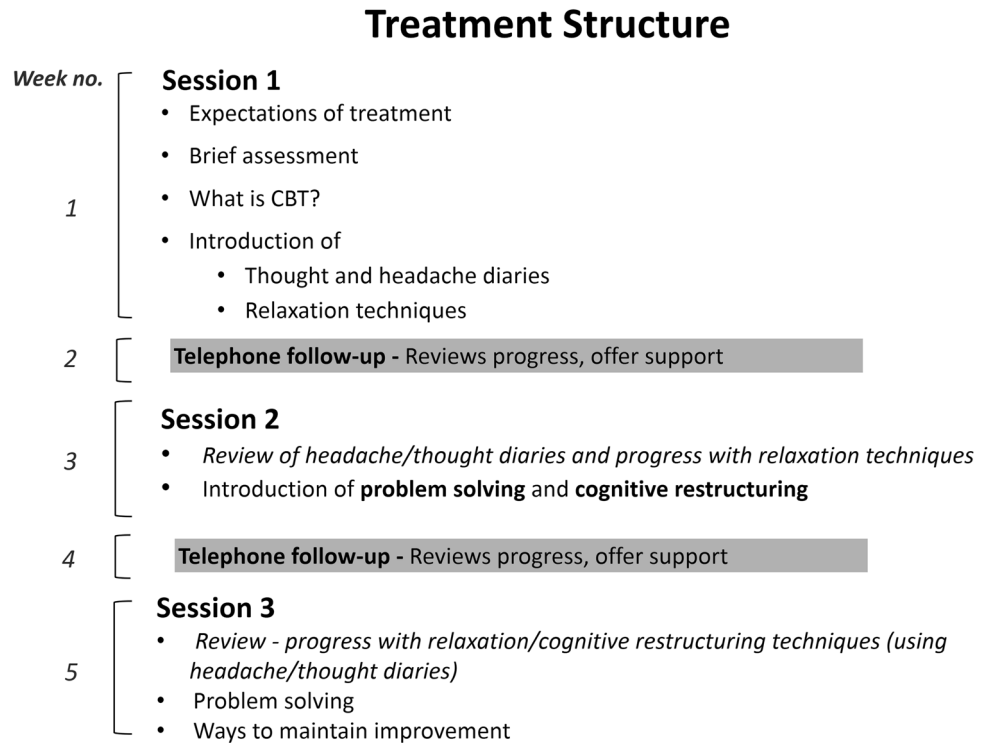 Treatment Structure
Week no.
Session 1
• Expectations of treatment
• Brief assessment
1
• What is CBT?
• Introduction of
• Thought and headache diaries
• Relaxation techniques
2
Telephone follow-up - Reviews progress, offer support
Session 2
3
• Review of headache/thought diaries and progress with relaxation techniques
• Introduction of problem solving and cognitive restructuring
4
Telephone follow-up - Reviews progress, offer support
Session 3
5
• Review - progress with relaxation/cognitive restructuring techniques (using
headache/thought diaries)
• Problem solving
• Ways to maintain improvement